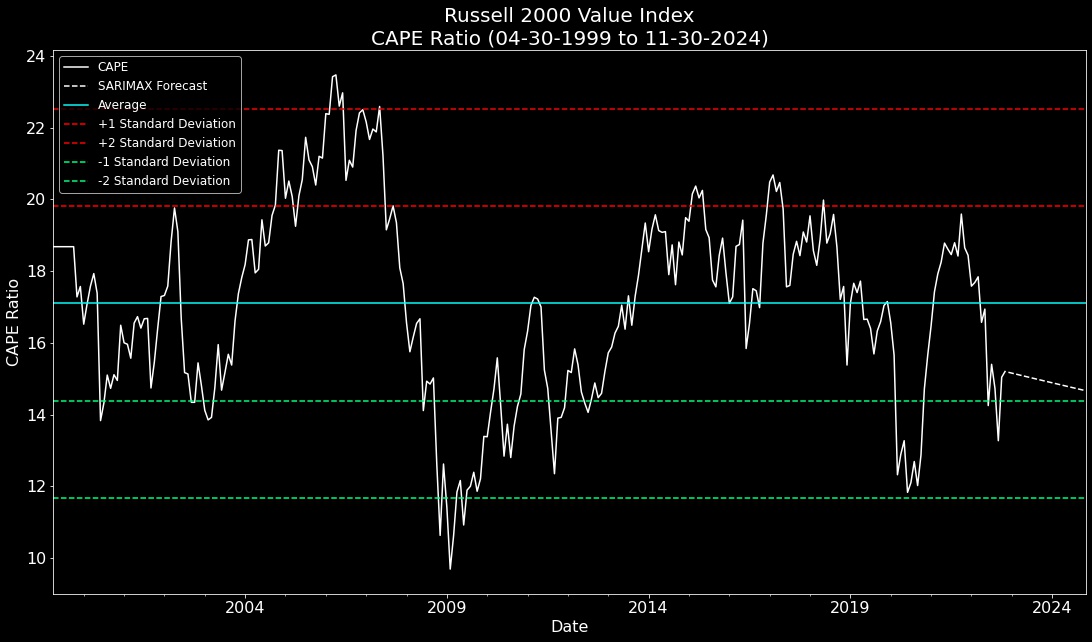 Russell 2000 Value Index
CAPE Ratio (04-30-1999 to 11-30-2024)
CAPE
SARIMAX Forecast
Average
+1 Standard Deviation
+2 Standard Deviation
-1 Standard Deviation
-2 Standard Deviation
CAPE Ratio
24
22
20
18
16
14
12
10
2004 2009 2014 2019 2024
Date